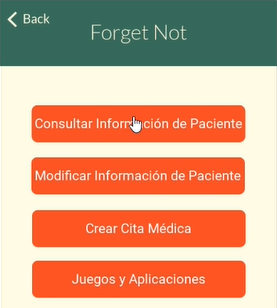 Back
Forget Not
Consultar Información de Paciente
Modificar Información de Paciente
Crear Cita Médica
Juegos y Aplicaciones